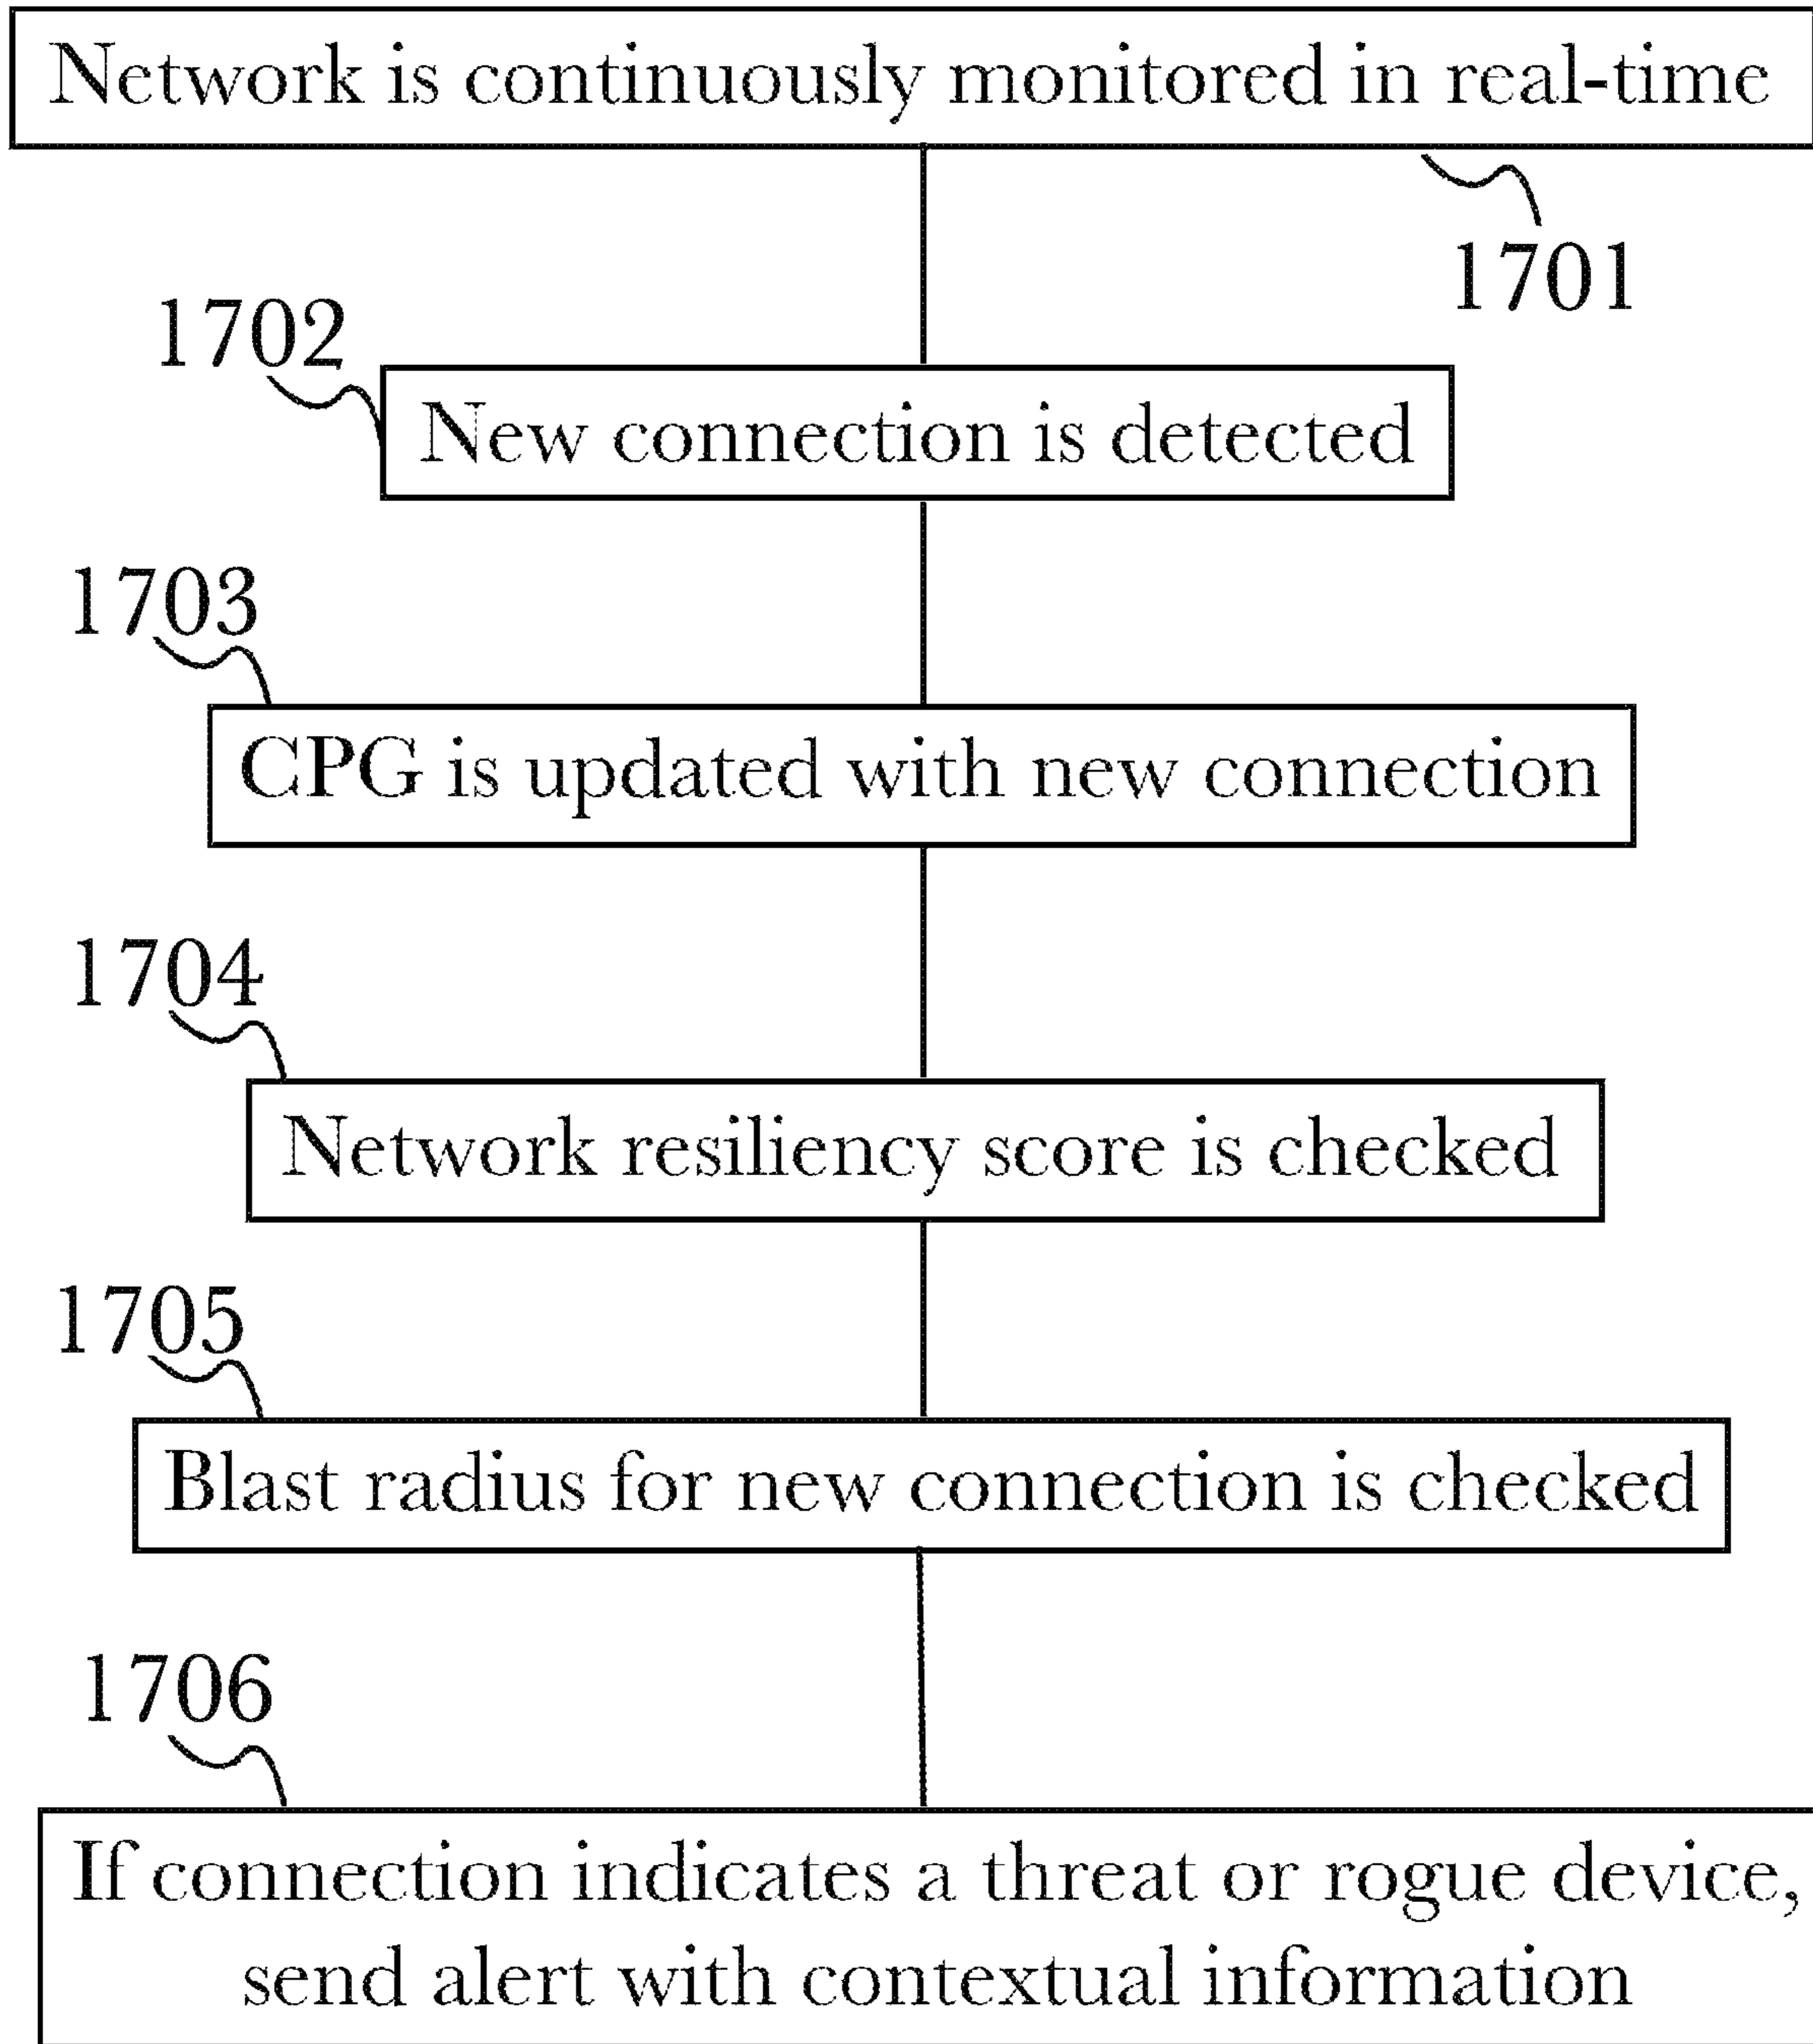 Network is continuously monitored in real-time
1701
1702
New connection is detected
1703
CPG is updated with new connection
1704
Network resiliency score is checked
1705
Blast radius for new connection is checked
1706
If connection indicates a threat or rogue device,
send alert with contextual information